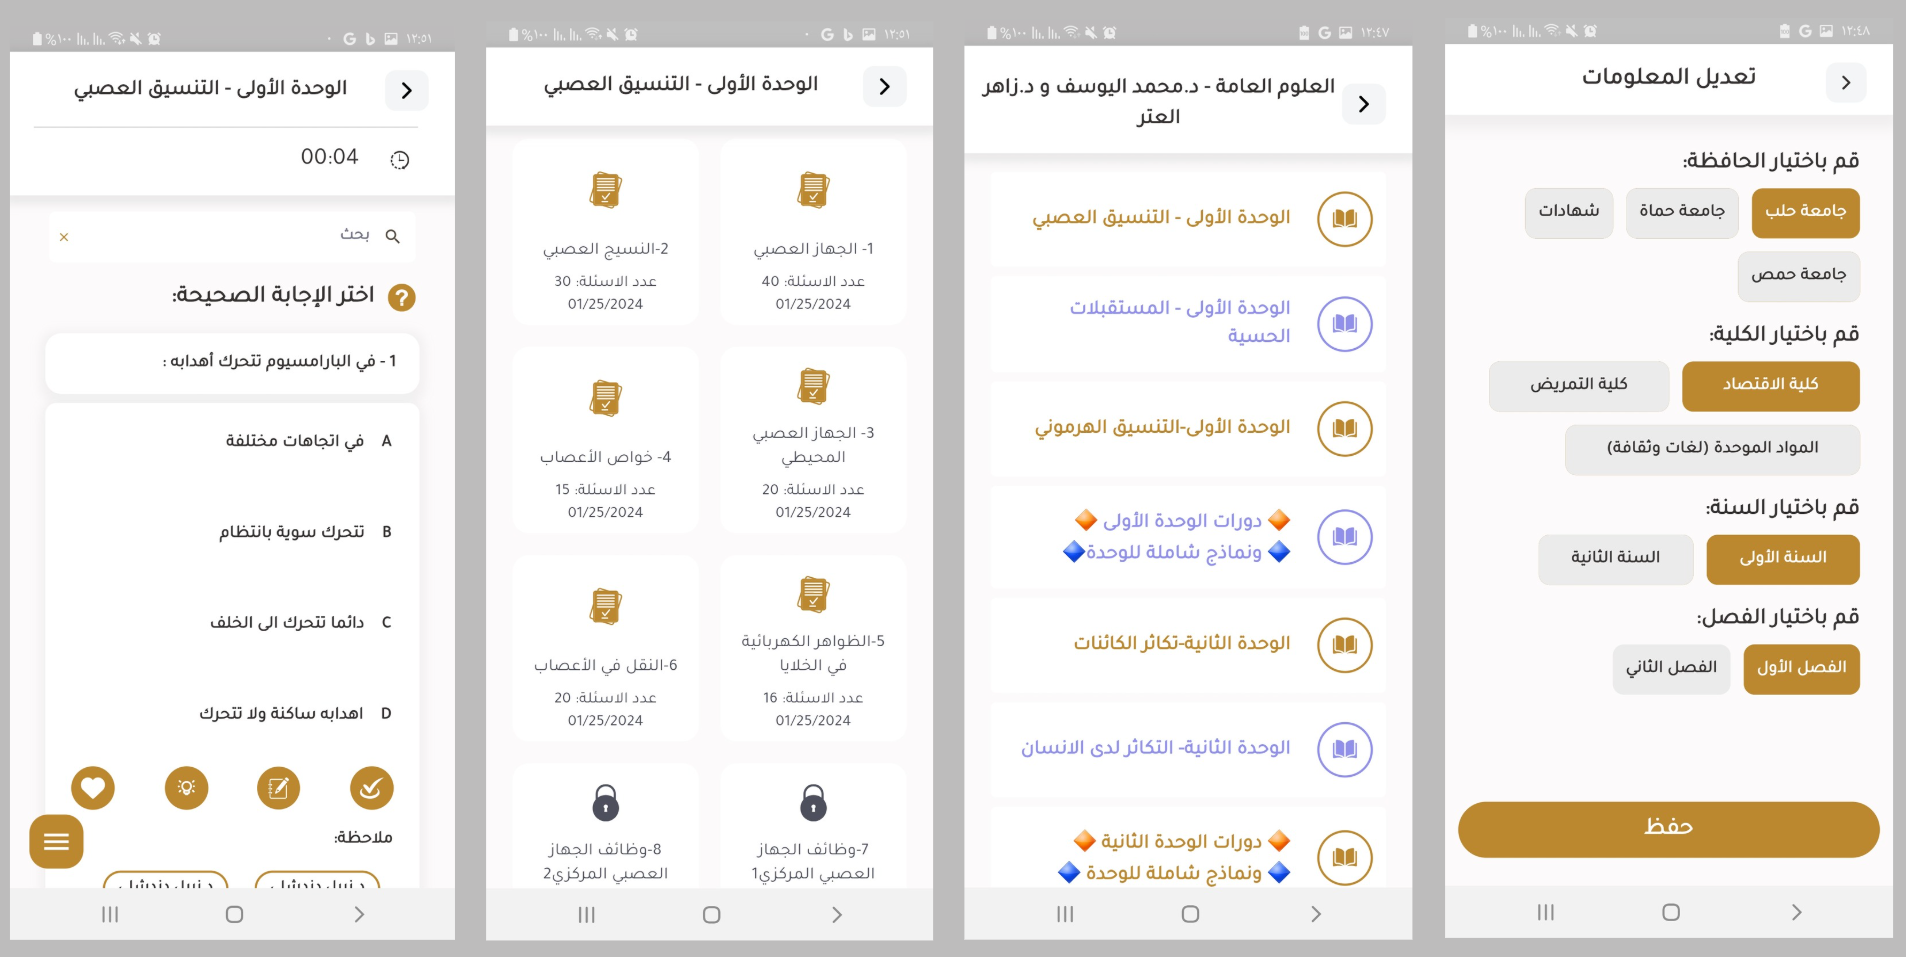 ١٢:٤٨
%١٠٠
تعديل المعلومات
قم باختيار الحافظة:
جامعة حلب
جامعة حماة
شهادات
جامعة حمص
قم باختيار الكلية:
كلية الاقتصاد
كلية التمريض
المواد الموحدة (لغات وثقافة)
قم باختيار السنة:
السنة الأولى
السنة الثانية
قم باختيار الفصل:
الفصل الأول
الفصل الثاني
حفظ
١٢:٤٧
%١٠٠
العلوم العامة - د.محمد اليوسف و د.زاهر
العتر
الوحدة الأولى - التنسيق العصبي
الوحدة الأولى - المستقبلات
الحسية
الوحدة الأولى-التنسيق الهرموني
🔶 دورات الوحدة الأولى 🔶
🔷 ونماذج شاملة للوحدة🔷
الوحدة الثانية-تكاثر الكائنات
الوحدة الثانية- التكاثر لدى الانسان
🔶 دورات الوحدة الثانية 🔶
🔷 ونماذج شاملة للوحدة 🔷
١٢:٥١
%١٠٠
الوحدة الأولى - التنسيق العصبي
1- الجهاز العصبي
عدد الاسئلة: 40
01/25/2024
2-النسيج العصبي
عدد الاسئلة: 30
01/25/2024
3- الجهاز العصبي
المحيطي
عدد الاسئلة: 20
01/25/2024
4- خواص الأعصاب
عدد الاسئلة: 15
01/25/2024
5-الظواهر الكهربائية
في الخلايا
عدد الاسئلة: 16
01/25/2024
6-النقل في الأعصاب
عدد الاسئلة: 20
01/25/2024
7-وظائف الجهاز
العصبي المركزي1
8-وظائف الجهاز
العصبي المركزي2
١٢:٥١
%١٠٠
الوحدة الأولى - التنسيق العصبي
00:04
بحث
اختر الإجابة الصحيحة:
1 - في البارامسيوم تتحرك أهدابه :
A في اتجاهات مختلفة
B تتحرك سوية بانتظام
C دائما تتحرك الى الخلف
D اهدابه ساكنة ولا تتحرك
ملاحظة: